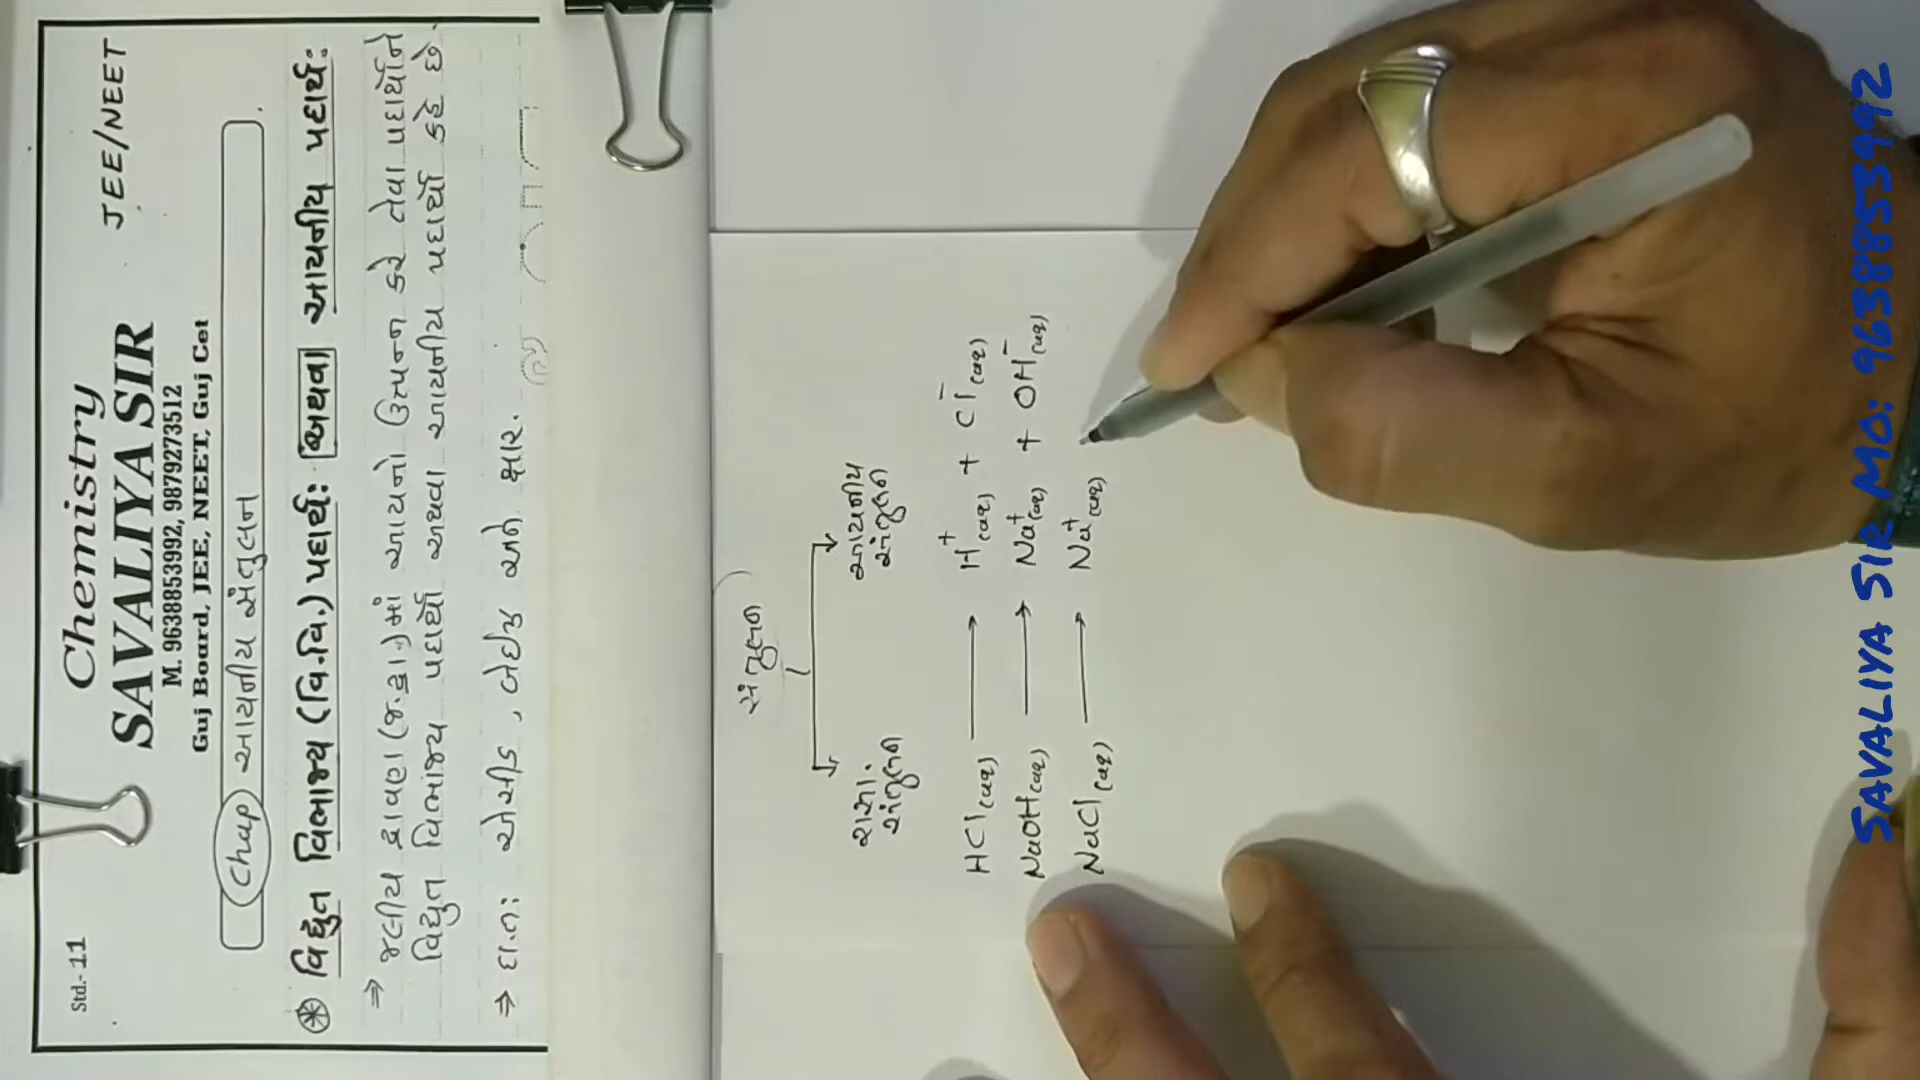 Std.- 11
Chemistry
JEE/NEET
SAVALIYA SIR
M. 9638853992, 9879273512
Guj Board, JEE, NEET, Guj Cet
Chap આયનીય સંતુલન
વિદ્યુત વિભાજ્ય (વિ.વિ.) પદાર્થ: અથવા આયનીય પદાર્થ:
⇒ જલીય દ્રાવણ (જ.દ્રા.)માં આયનો ઉત્પન્ન કરે તેવા પદાર્થોને
વિદ્યુત વિભાજ્ય પદાર્થો અથવા આયનીય પદાર્થો કહે છે.
⇒ દા.ત: એસીડ, બેઇઝ અને ક્ષાર.
સંતુલન
રાસા. સંતુલન
આયનીય સંતુલન
HCl(aq) ⟶ H⁺(aq) + Cl⁻(aq)
NaOH(aq) ⟶ Na⁺(aq) + OH⁻(aq)
NaCl(aq) ⟶ Na⁺(aq)
SAVALIYA SIR MO: 9638853992